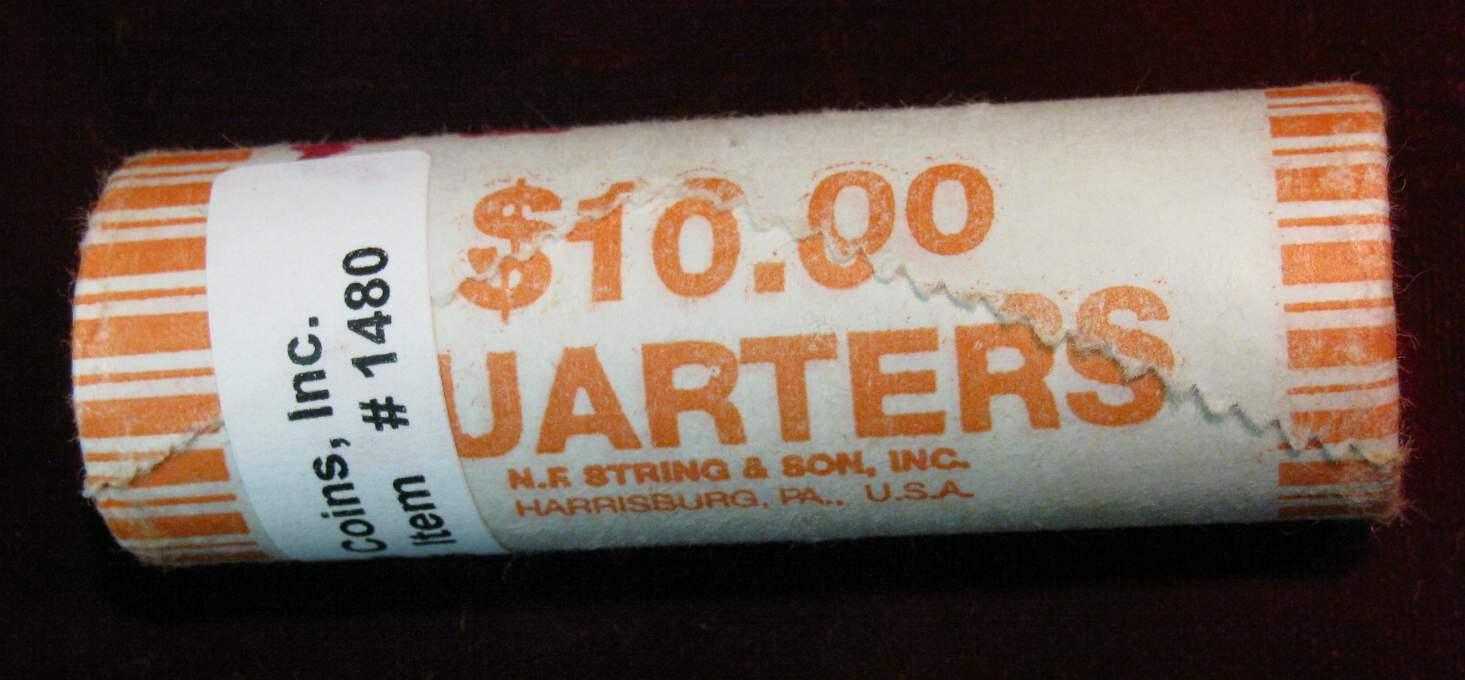 $10.00
UARTERS
N.F. STRING & SON, INC.
HARRISBURG, PA., U.S.A.
Coins, Inc.
Item # 1480